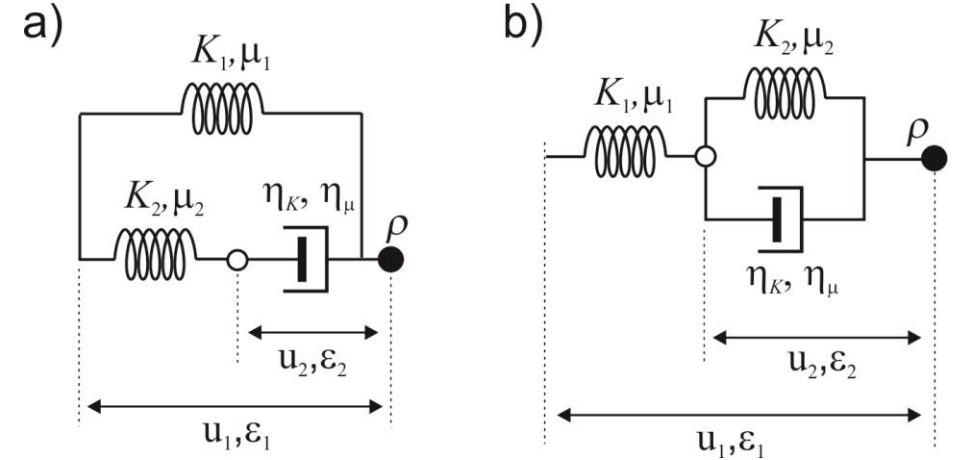 a)
K₁,μ₁
K₂,μ₂
η_K, η_μ
ρ
u₂,ε₂
u₁,ε₁
b)
K₂,μ₂
K₁,μ₁
ρ
η_K, η_μ
u₂,ε₂
u₁,ε₁